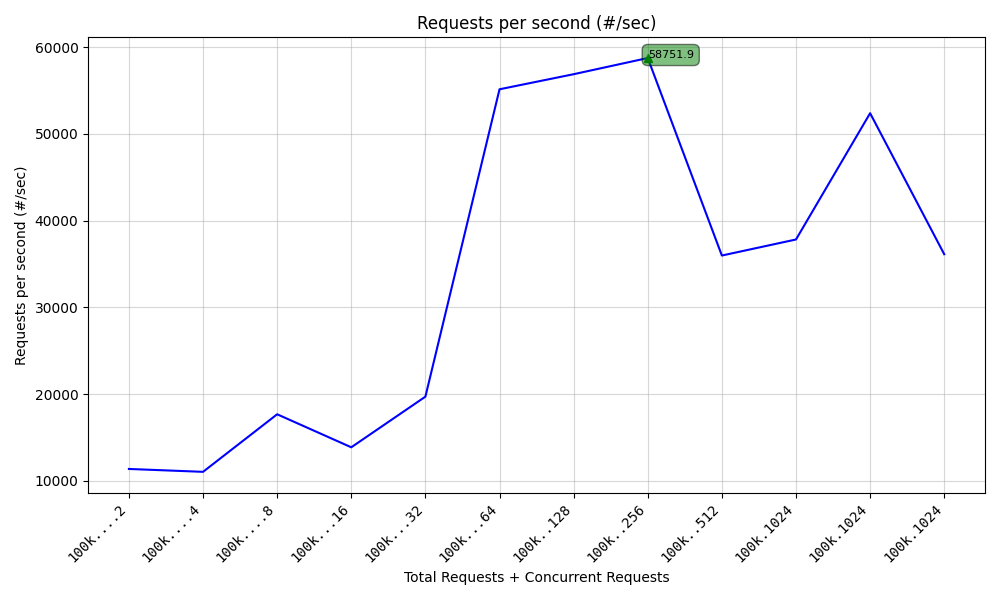 Requests per second (#/sec)
60000
58751.9
50000
40000
30000
20000
10000
Requests per second (#/sec)
100k....2
100k....4
100k....8
100k...16
100k...32
100k...64
100k..128
100k..256
100k..512
100k.1024
100k.1024
100k.1024
Total Requests + Concurrent Requests